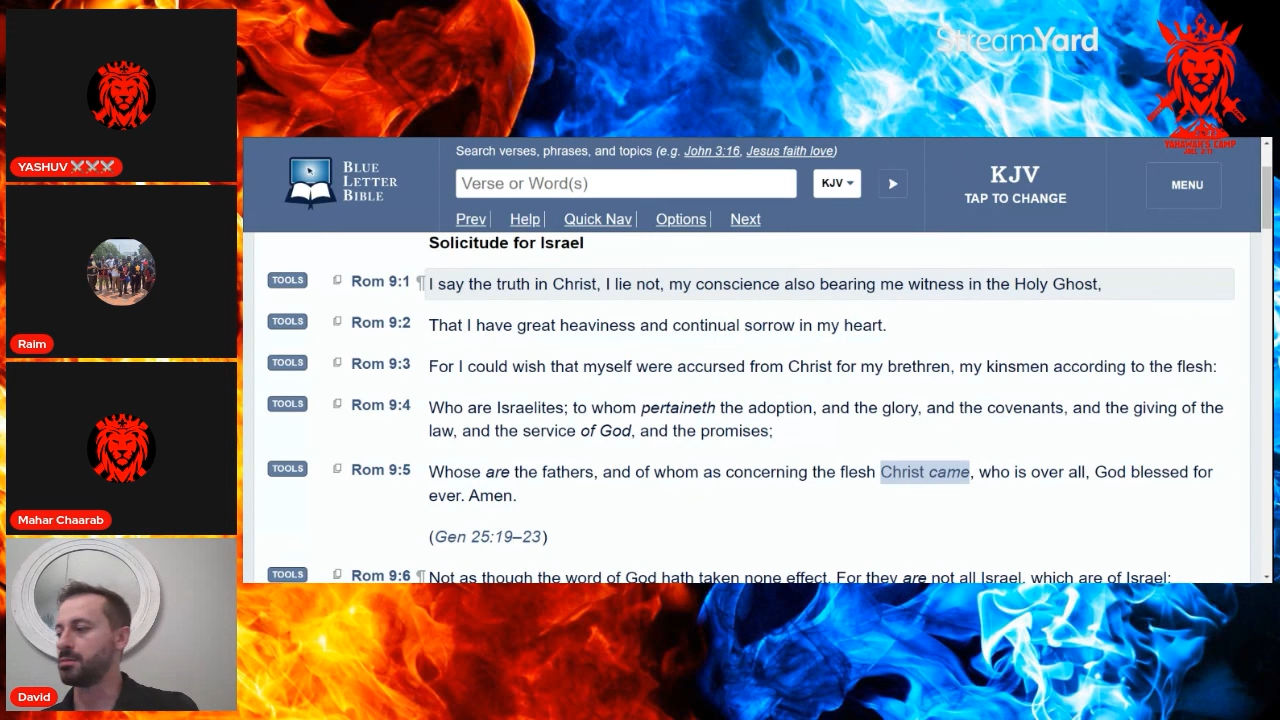 StreamYard
YAHAWAH'S CAMP
YASHUV
Raim
Mahar Chaarab
David
BLUE
LETTER
BIBLE
Search verses, phrases, and topics (e.g. John 3:16, Jesus faith love)
Verse or Word(s)
KJV
Prev
Help
Quick Nav
Options
Next
KJV
TAP TO CHANGE
MENU
Solicitude for Israel
TOOLS Rom 9:1 ¶ I say the truth in Christ, I lie not, my conscience also bearing me witness in the Holy Ghost,
TOOLS Rom 9:2 That I have great heaviness and continual sorrow in my heart.
TOOLS Rom 9:3 For I could wish that myself were accursed from Christ for my brethren, my kinsmen according to the flesh:
TOOLS Rom 9:4 Who are Israelites; to whom pertaineth the adoption, and the glory, and the covenants, and the giving of the
law, and the service of God, and the promises;
TOOLS Rom 9:5 Whose are the fathers, and of whom as concerning the flesh Christ came, who is over all, God blessed for
ever. Amen.
(Gen 25:19–23)
TOOLS Rom 9:6 ¶ Not as though the word of God hath taken none effect. For they are not all Israel, which are of Israel: